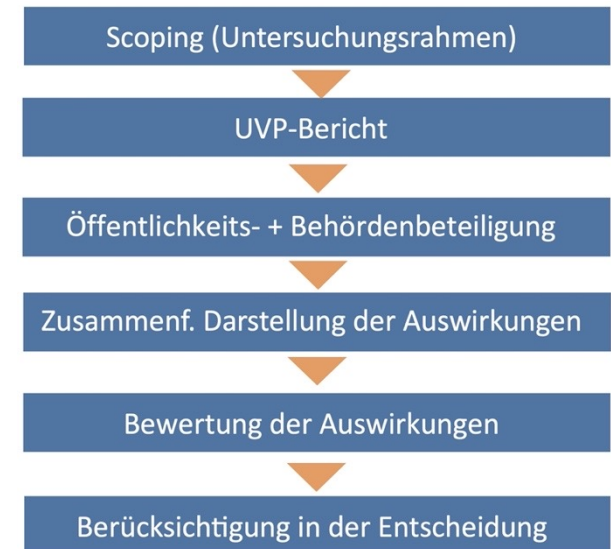 Scoping (Untersuchungsrahmen)
UVP-Bericht
Öffentlichkeits- + Behördenbeteiligung
Zusammenf. Darstellung der Auswirkungen
Bewertung der Auswirkungen
Berücksichtigung in der Entscheidung